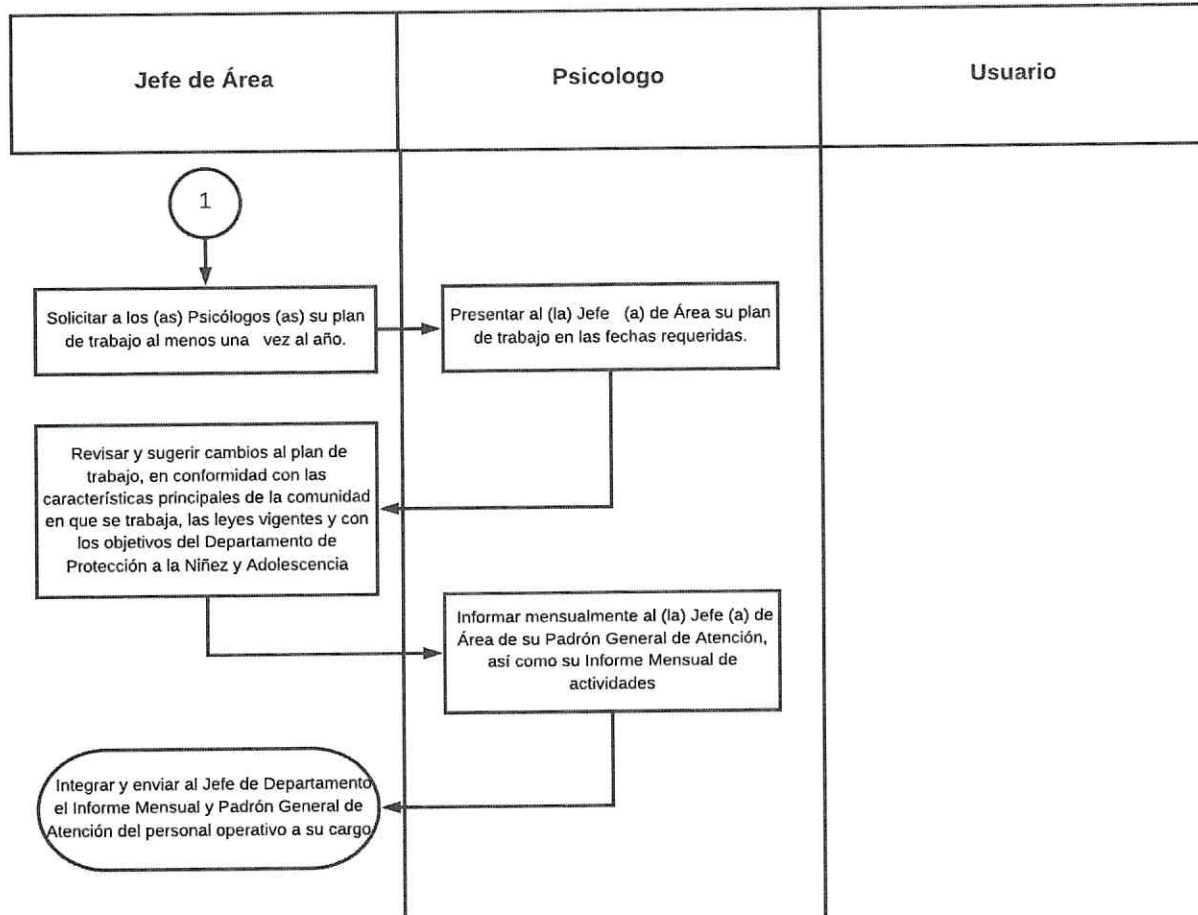 Jefe de Área
Psicologo
Usuario
1
Solicitar a los (as) Psicólogos (as) su plan
de trabajo al menos una vez al año.
Presentar al (la) Jefe (a) de Área su plan
de trabajo en las fechas requeridas.
Revisar y sugerir cambios al plan de
trabajo, en conformidad con las
características principales de la comunidad
en que se trabaja, las leyes vigentes y con
los objetivos del Departamento de
Protección a la Niñez y Adolescencia
Informar mensualmente al (la) Jefe (a) de
Área de su Padrón General de Atención,
así como su Informe Mensual de
actividades
Integrar y enviar al Jefe de Departamento
el Informe Mensual y Padrón General de
Atención del personal operativo a su cargo